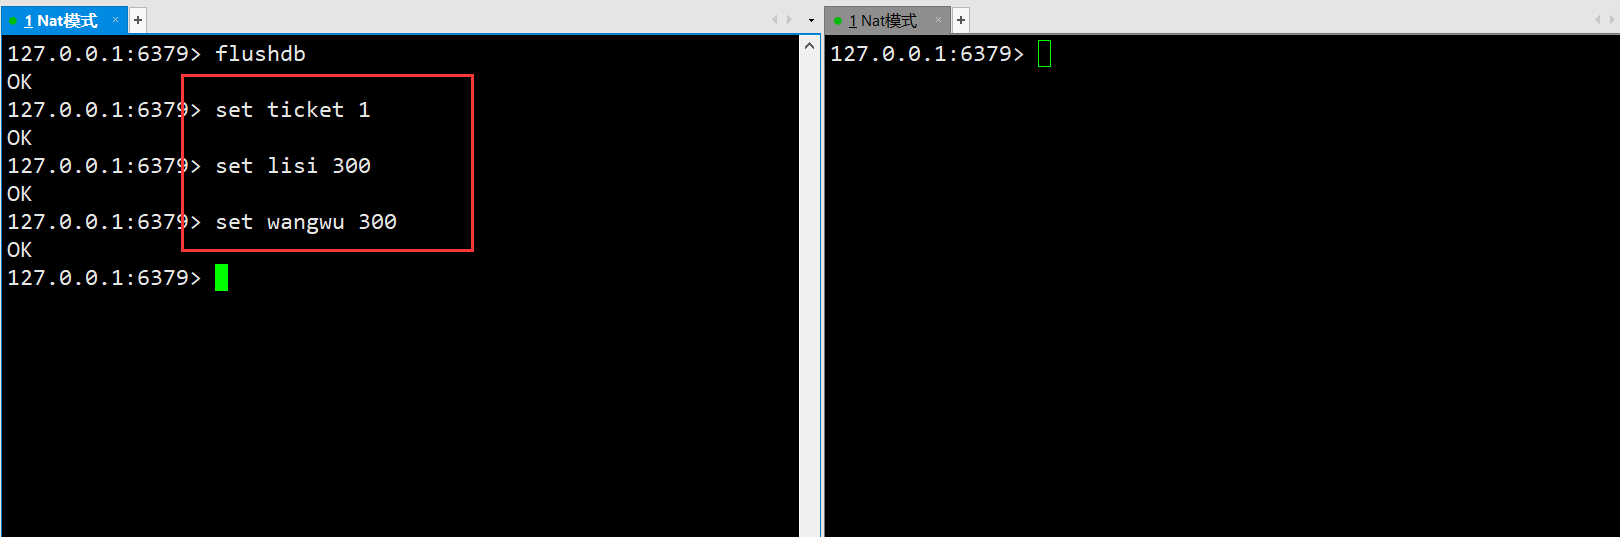 1 Nat模式 × +
127.0.0.1:6379> flushdb
OK
127.0.0.1:6379> set ticket 1
OK
127.0.0.1:6379> set lisi 300
OK
127.0.0.1:6379> set wangwu 300
OK
127.0.0.1:6379>
1 Nat模式 × +
127.0.0.1:6379>